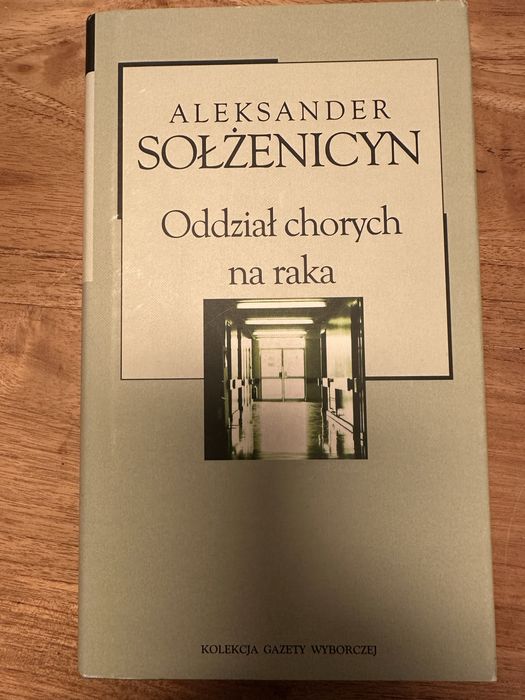 ALEKSANDER
SOŁŻENICYN
Oddział chorych
na raka
KOLEKCJA GAZETY WYBORCZEJ